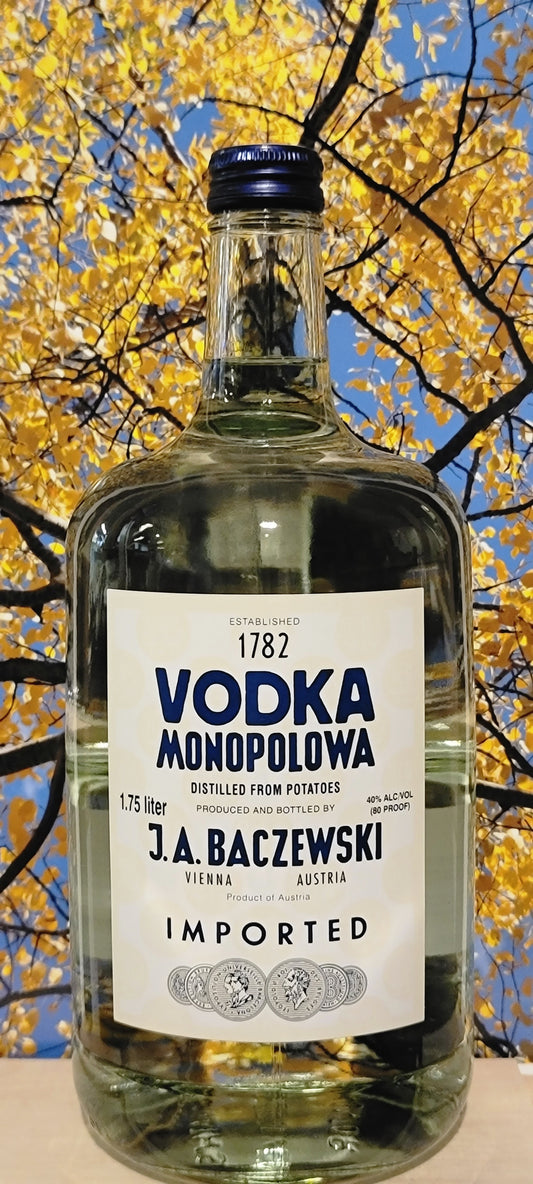 ESTABLISHED
1782
VODKA
MONOPOLOWA
DISTILLED FROM POTATOES
1.75 liter
PRODUCED AND BOTTLED BY
40% ALC/VOL
(80 PROOF)
J.A. BACZEWSKI
VIENNA AUSTRIA
Product of Austria
IMPORTED